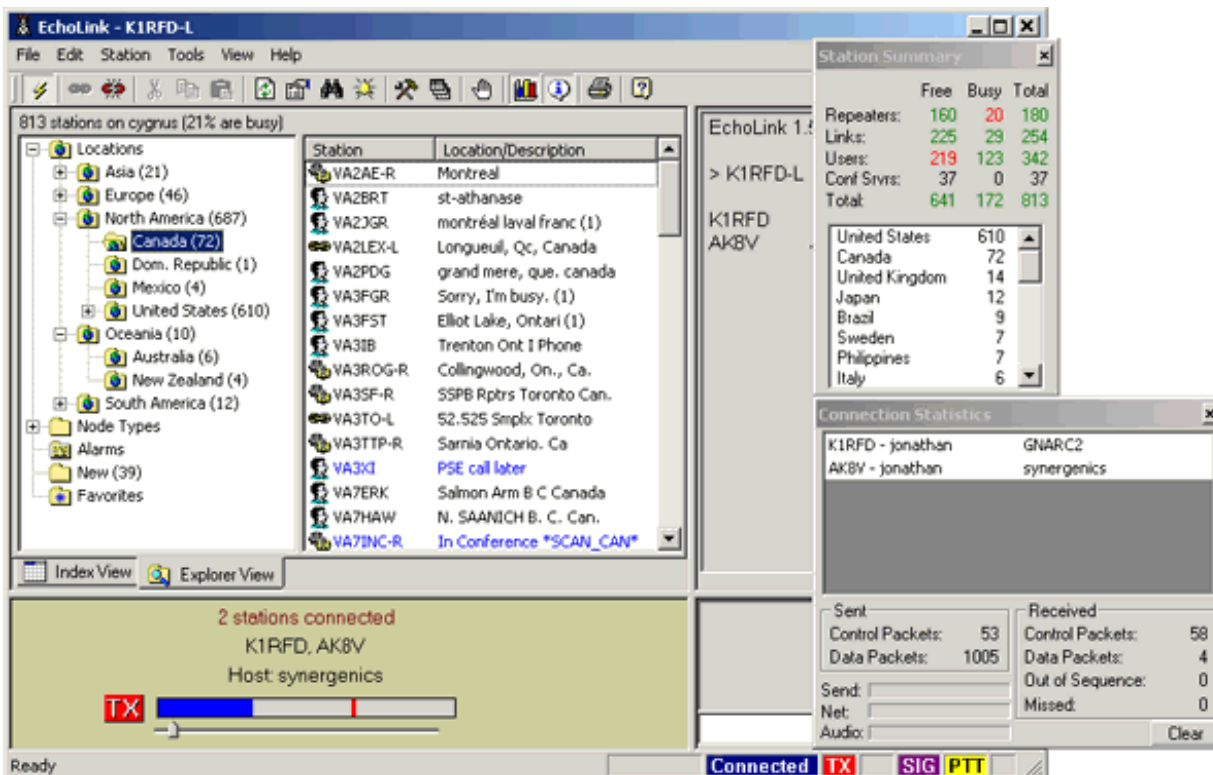 EchoLink - K1RFD-L
File Edit Station Tools View Help
813 stations on cygnus (21% are busy)
Locations
Asia (21)
Europe (46)
North America (687)
Canada (72)
Dom. Republic (1)
Mexico (4)
United States (610)
Oceania (10)
Australia (6)
New Zealand (4)
South America (12)
Node Types
Alarms
New (39)
Favorites
Station Location/Description
VA2AE-R Montreal
VA2BRT st-athanase
VA2JGR montréal laval franc (1)
VA2LEX-L Longueuil, Qc, Canada
VA2PDG grand mere, que. canada
VA3FGR Sorry, I'm busy. (1)
VA3FST Elliot Lake, Ontari (1)
VA3IB Trenton Ont I Phone
VA3ROG-R Collingwood, On., Ca.
VA3SF-R SSPB Rptrs Toronto Can.
VA3TO-L 52.525 Smplx Toronto
VA3TTP-R Sarnia Ontario. Ca
VA3XI PSE call later
VA7ERK Salmon Arm B C Canada
VA7HAW N. SAANICH B. C. Can.
VA7INC-R In Conference *SCAN_CAN*
Index View Explorer View
EchoLink 1.
> K1RFD-L
K1RFD
AK8V
Station Summary
Free Busy Total
Repeaters: 160 20 180
Links: 225 29 254
Users: 219 123 342
Conf Srvrs: 37 0 37
Total: 641 172 813
United States 610
Canada 72
United Kingdom 14
Japan 12
Brazil 9
Sweden 7
Philippines 7
Italy 6
Connection Statistics
K1RFD - jonathan GNARC2
AK8V - jonathan synergenics
Sent
Control Packets: 53
Data Packets: 1005
Received
Control Packets: 58
Data Packets: 4
Out of Sequence: 0
Missed: 0
Send:
Net:
Audio:
Clear
2 stations connected
K1RFD, AK8V
Host: synergenics
TX
Ready
Connected TX SIG PTT